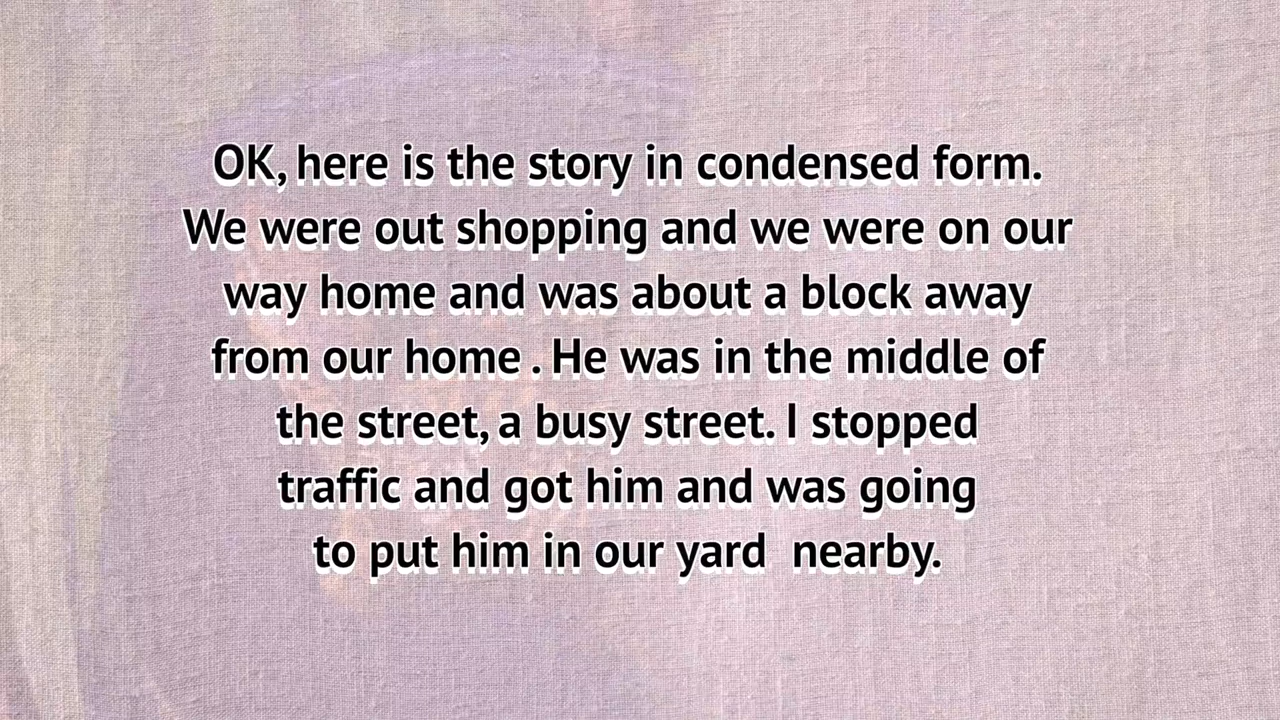 OK, here is the story in condensed form.
We were out shopping and we were on our
way home and was about a block away
from our home . He was in the middle of
the street, a busy street. I stopped
traffic and got him and was going
to put him in our yard  nearby.